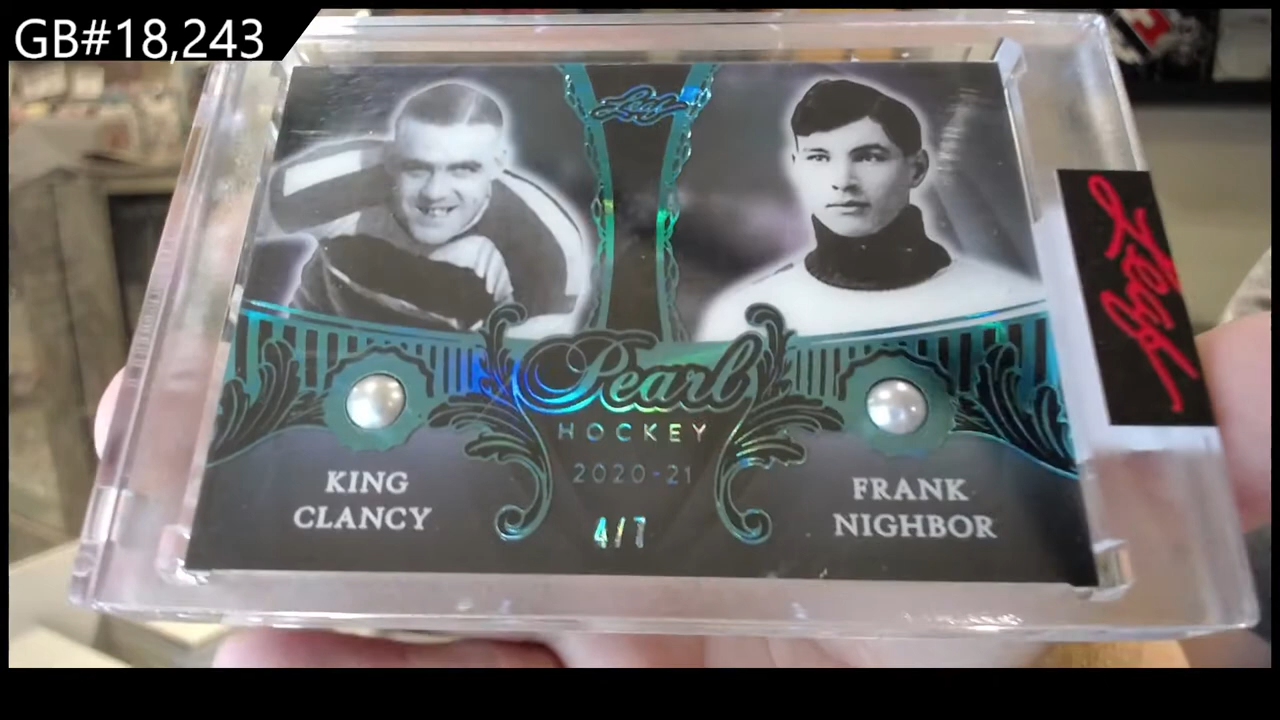 GB#18,243
Leaf
Leaf
Pearl
HOCKEY
2020-21
4/7
KING
CLANCY
FRANK
NIGHBOR